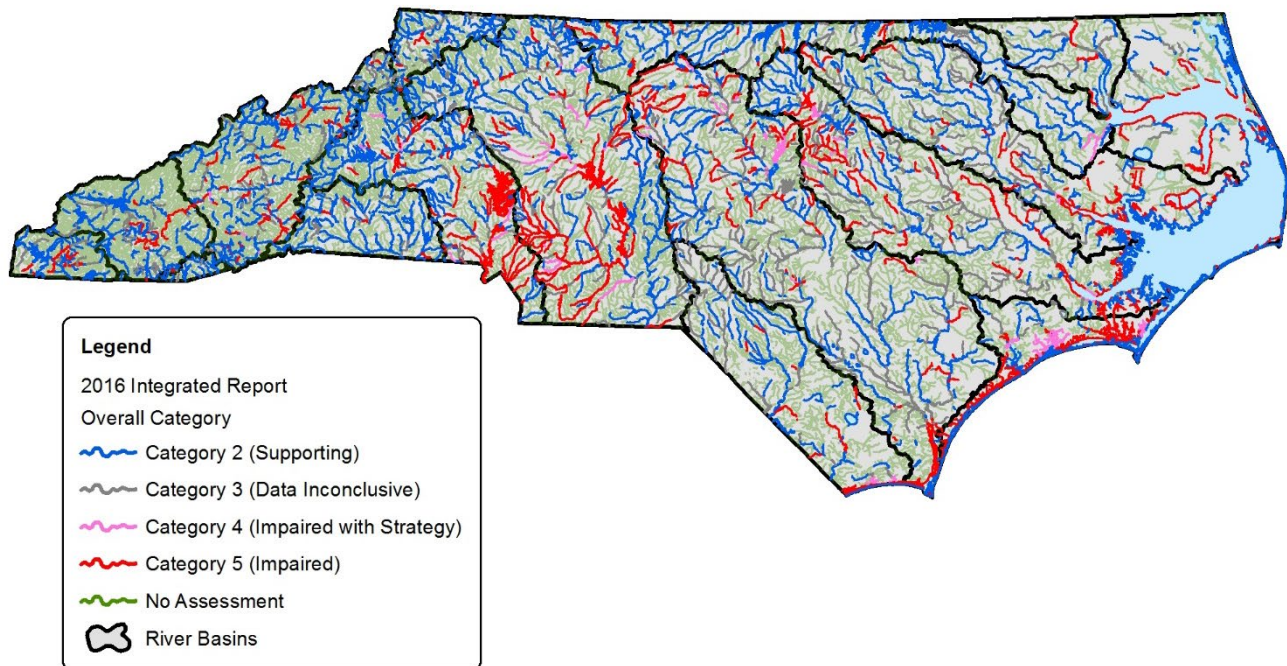 Legend
2016 Integrated Report
Overall Category
Category 2 (Supporting)
Category 3 (Data Inconclusive)
Category 4 (Impaired with Strategy)
Category 5 (Impaired)
No Assessment
River Basins